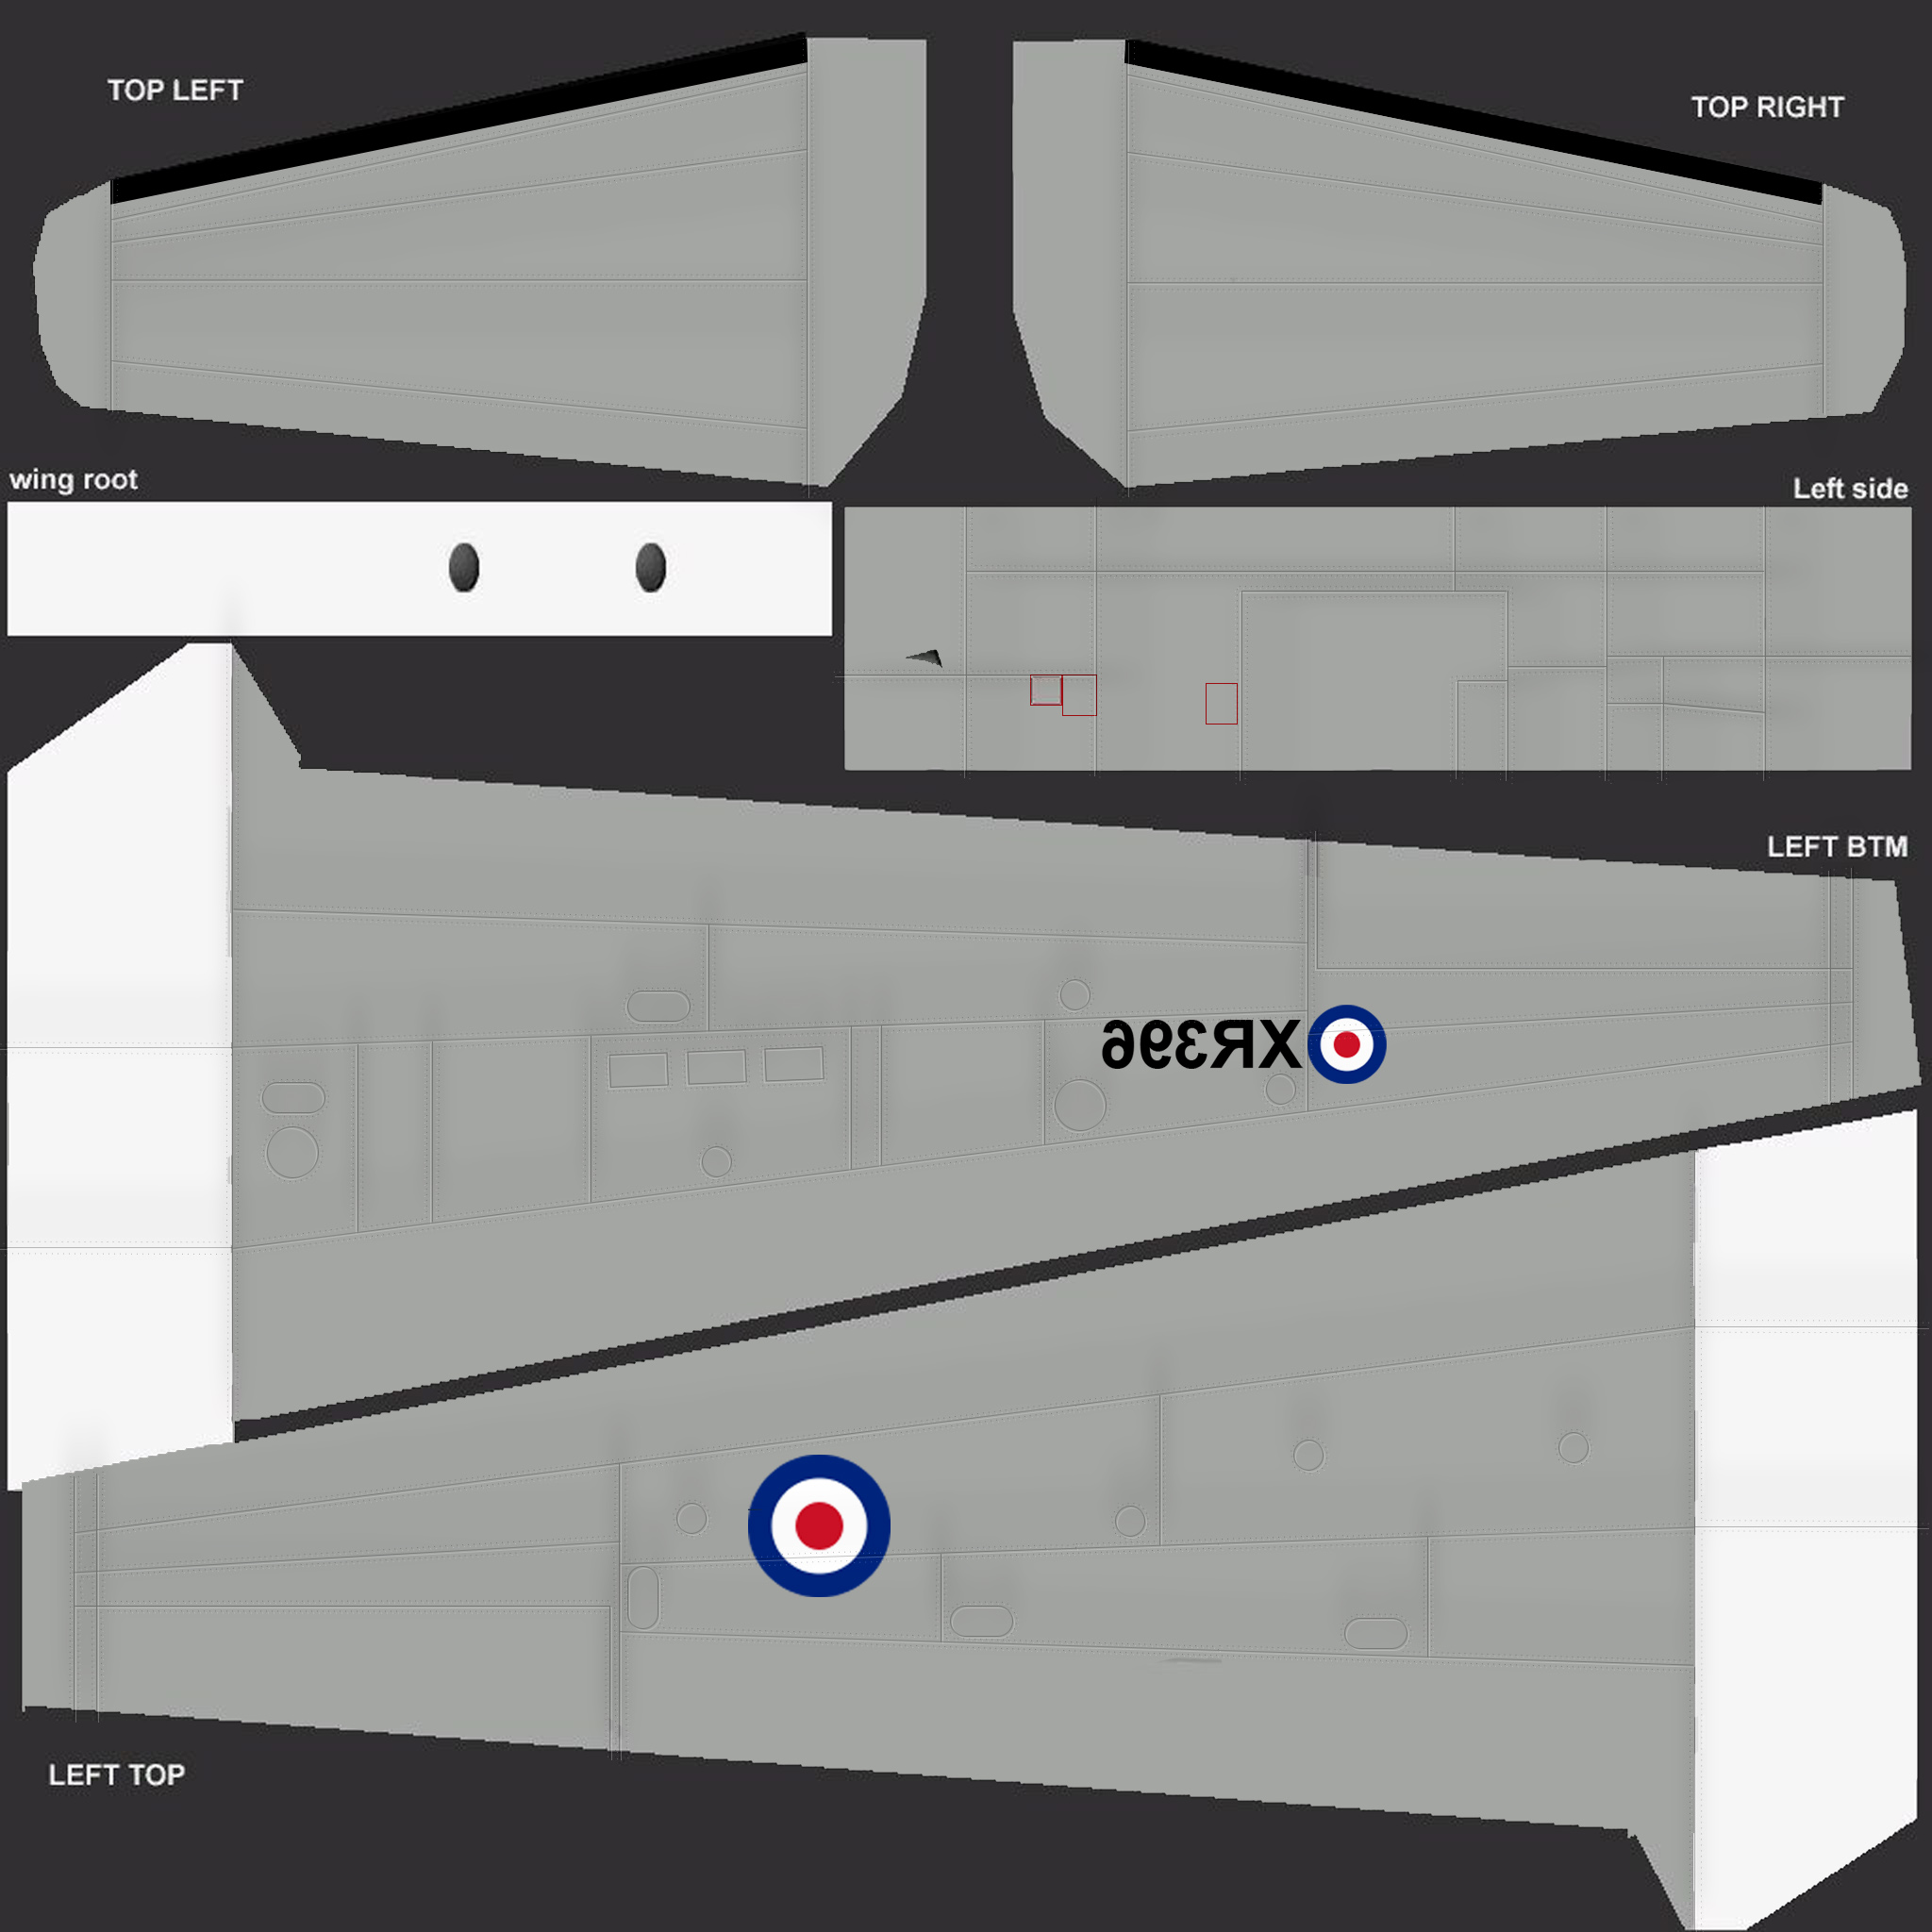 TOP LEFT
TOP RIGHT
wing root
Left side
LEFT BTM
XR396
LEFT TOP